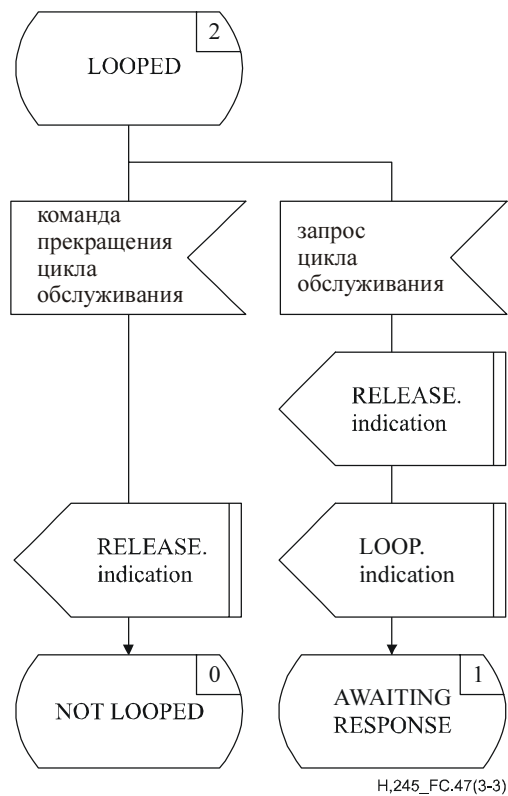 2
LOOPED
команда
прекращения
цикла
обслуживания
запрос
цикла
обслуживания
RELEASE.
indication
RELEASE.
indication
LOOP.
indication
0
NOT LOOPED
1
AWAITING
RESPONSE
H,245_FC.47(3-3)